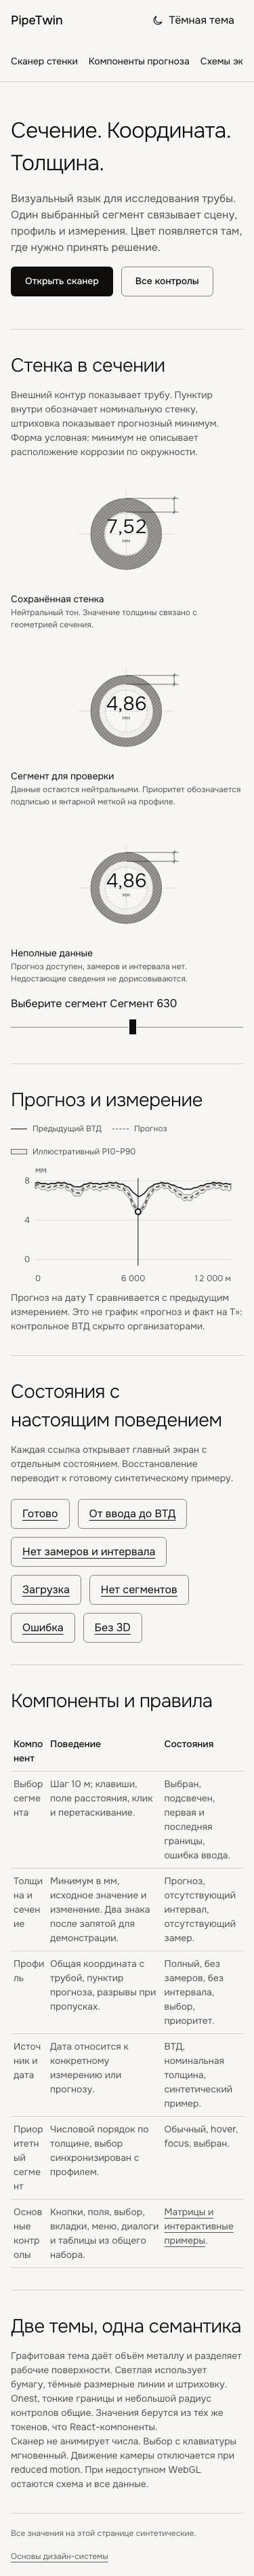 PipeTwin
Тёмная тема
Сканер стенки Компоненты прогноза Схемы эк
Сечение. Координата.
Толщина.
Визуальный язык для исследования трубы.
Один выбранный сегмент связывает сцену,
профиль и измерения. Цвет появляется там,
где нужно принять решение.
Открыть сканер
Все контролы
Стенка в сечении
Внешний контур показывает трубу. Пунктир
внутри обозначает номинальную стенку,
штриховка показывает прогнозный минимум.
Форма условная: минимум не описывает
расположение коррозии по окружности.
7,52
мм
Сохранённая стенка
Нейтральный тон. Значение толщины связано с
геометрией сечения.
4,86
мм
Сегмент для проверки
Данные остаются нейтральными. Приоритет обозначается
подписью и янтарной меткой на профиле.
4,86
мм
Неполные данные
Прогноз доступен, замеров и интервала нет.
Недостающие сведения не дорисовываются.
Выберите сегмент Сегмент 630
Прогноз и измерение
Предыдущий ВТД Прогноз
Иллюстративный P10–P90
мм
8
4
0
0 6 000 12 000 м
Прогноз на дату T сравнивается с предыдущим
измерением. Это не график «прогноз и факт на T»:
контрольное ВТД скрыто организаторами.
Состояния с
настоящим поведением
Каждая ссылка открывает главный экран с
отдельным состоянием. Восстановление
переводит к готовому синтетическому примеру.
Готово
От ввода до ВТД
Нет замеров и интервала
Загрузка
Нет сегментов
Ошибка
Без 3D
Компоненты и правила
Компо Поведение Состояния
нент
Выбор Шаг 10 м; клавиши, Выбран,
сегме поле расстояния, клик подсвечен,
нта и перетаскивание. первая и
последняя
границы,
ошибка ввода.
Толщи Минимум в мм, Прогноз,
на и исходное значение и отсутствующий
сечен изменение. Два знака интервал,
ие после запятой для отсутствующий
демонстрации. замер.
Профи Общая координата с Полный, без
ль трубой, пунктир замеров, без
прогноза, разрывы при интервала,
пропусках. выбор,
приоритет.
Источ Дата относится к ВТД,
ник и конкретному номинальная
дата измерению или толщина,
прогнозу. синтетический
пример.
Приор Числовой порядок по Обычный, hover,
итетн толщине, выбор focus, выбран.
ый синхронизирован с
сегме профилем.
нт
Основ Кнопки, поля, выбор, Матрицы и
ные вкладки, меню, диалоги интерактивные
контр и таблицы из общего примеры.
олы набора.
Две темы, одна семантика
Графитовая тема даёт объём металлу и разделяет
рабочие поверхности. Светлая использует
бумагу, тёмные размерные линии и штриховку.
Onest, тонкие границы и небольшой радиус
контролов общие. Значения берутся из тех же
токенов, что React-компоненты.
Сканер не анимирует числа. Выбор с клавиатуры
мгновенный. Движение камеры отключается при
reduced motion. При недоступном WebGL
остаются схема и все данные.
Все значения на этой странице синтетические.
Основы дизайн-системы